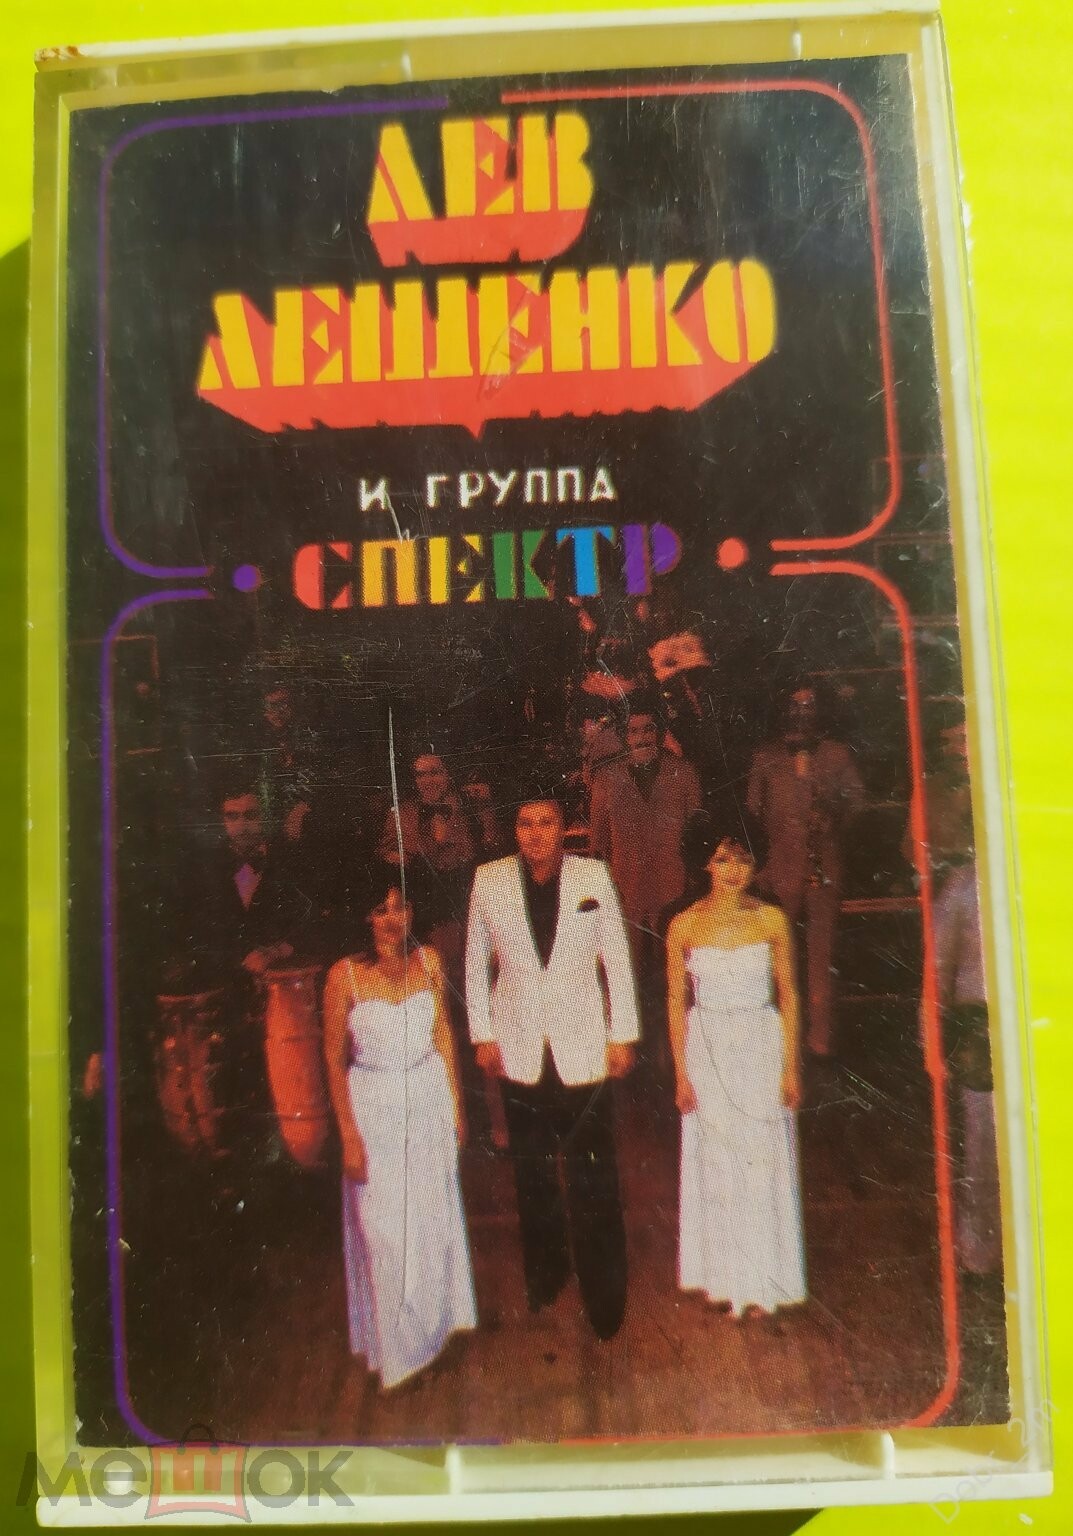 ЛЕВ
ЛЕЩЕНКО
И ГРУППА
СПЕКТР
мешок